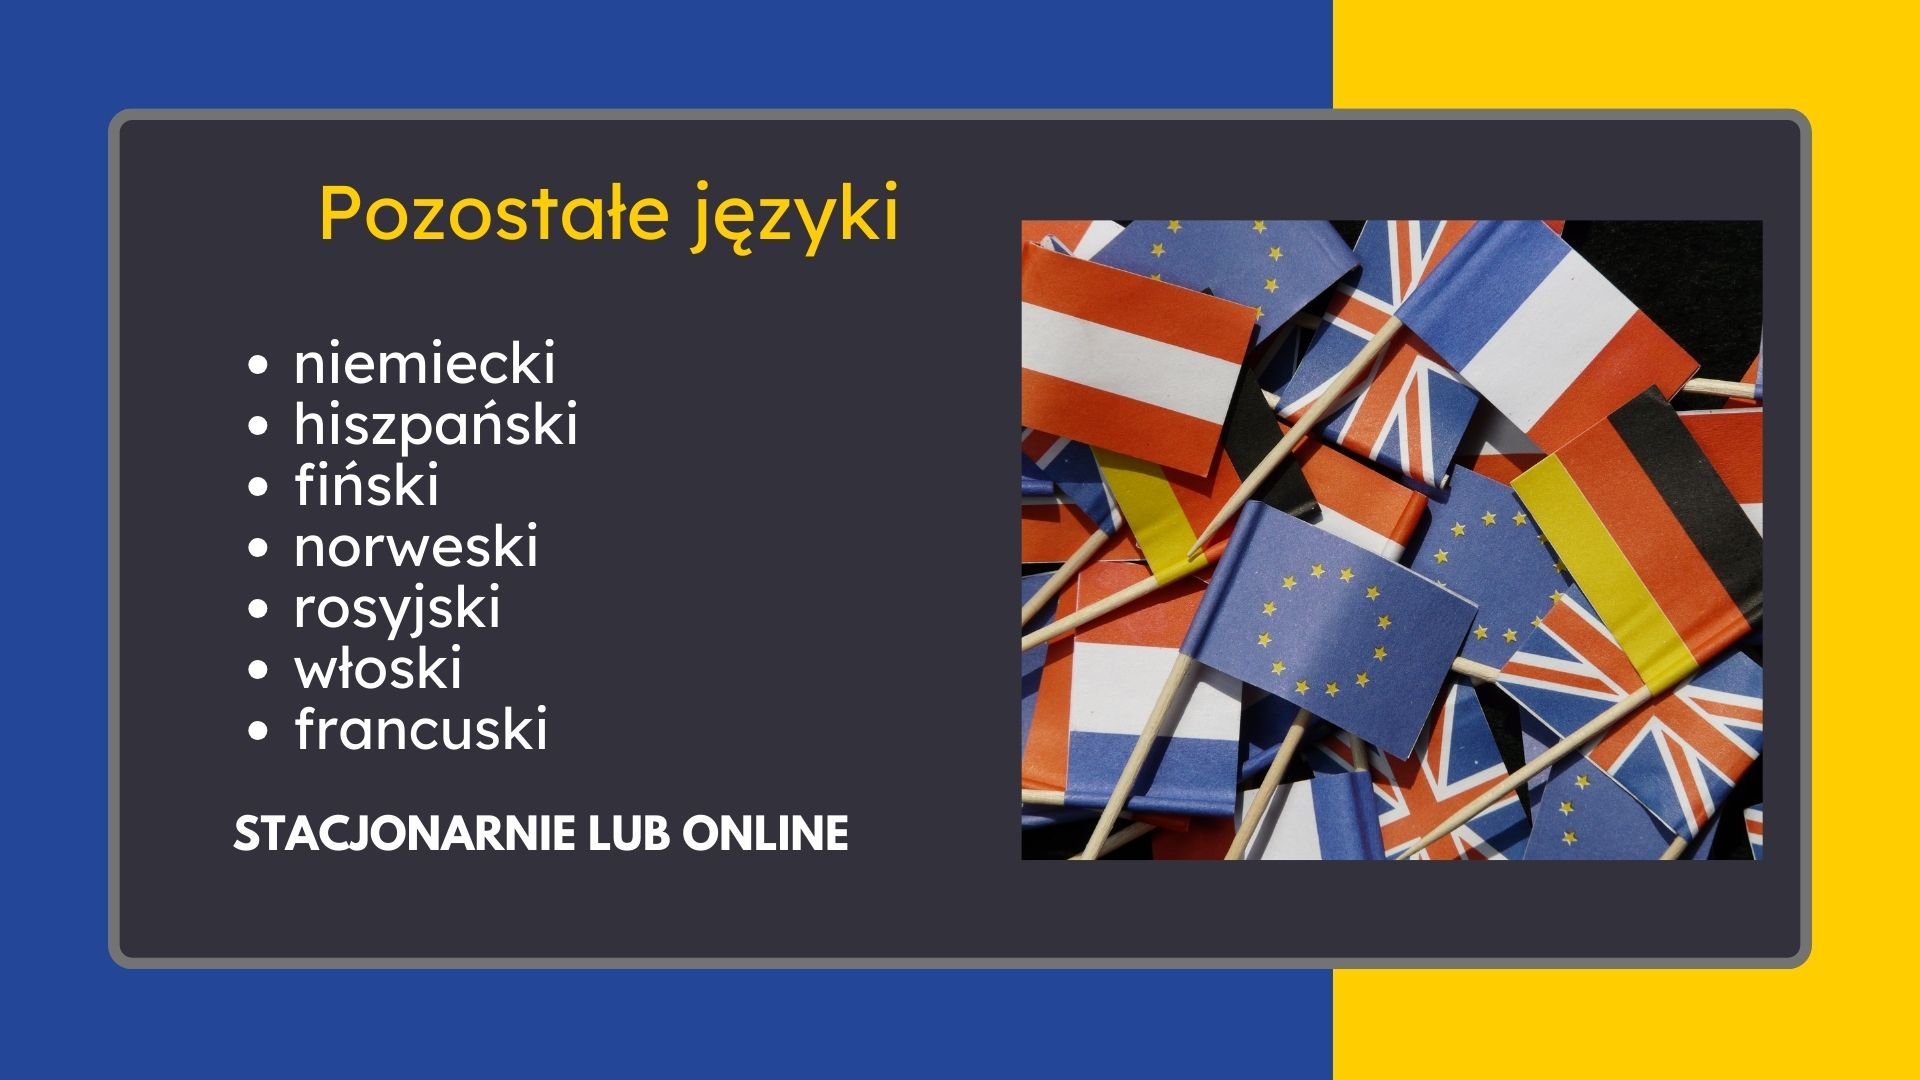 Pozostałe języki
• niemiecki
• hiszpański
• fiński
• norweski
• rosyjski
• włoski
• francuski
STACJONARNIE LUB ONLINE